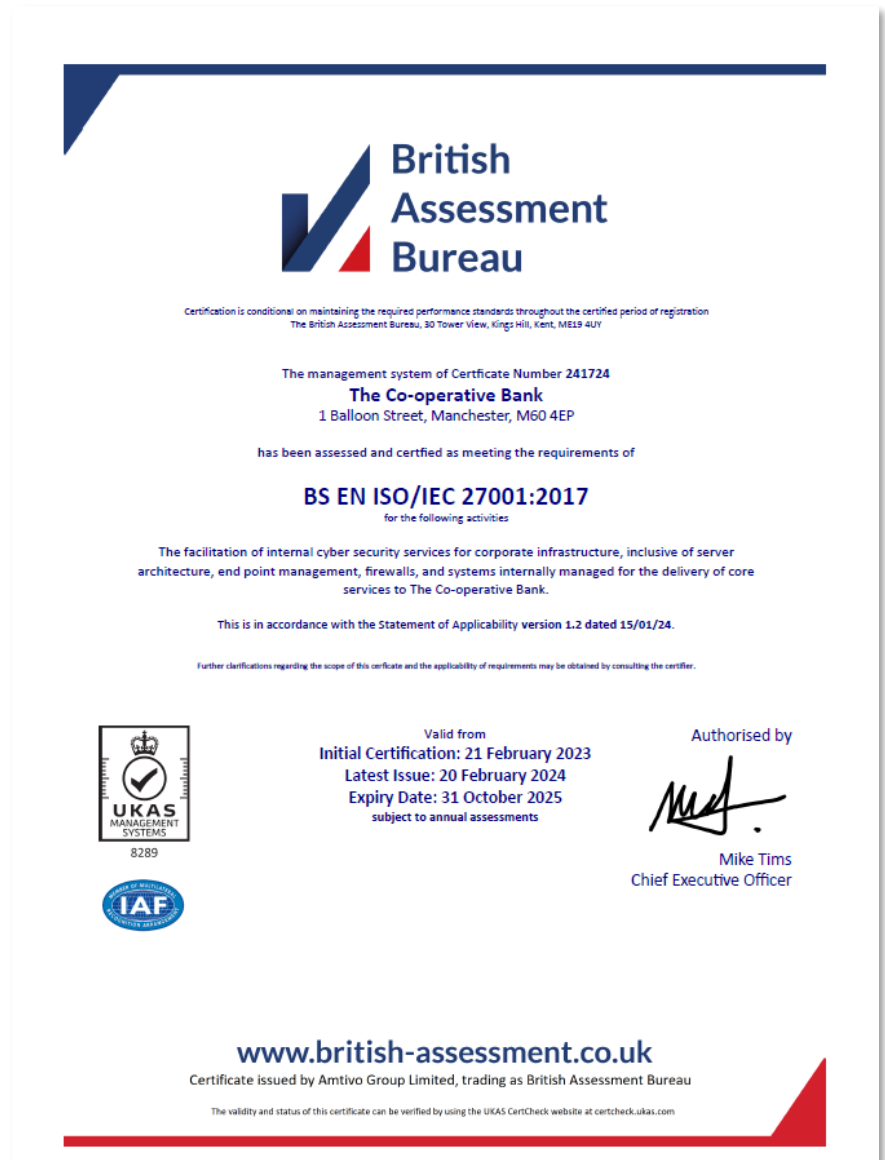 British
Assessment
Bureau
Certification is conditional on maintaining the required performance standards throughout the certified period of registration
The British Assessment Bureau, 30 Tower View, Kings Hill, Kent, ME19 4UY
The management system of Certficate Number 241724
The Co-operative Bank
1 Balloon Street, Manchester, M60 4EP
has been assessed and certfied as meeting the requirements of
BS EN ISO/IEC 27001:2017
for the following activities
The facilitation of internal cyber security services for corporate infrastructure, inclusive of server
architecture, end point management, firewalls, and systems internally managed for the delivery of core
services to The Co-operative Bank.
This is in accordance with the Statement of Applicability version 1.2 dated 15/01/24.
Further clarifications regarding the scope of this cerficate and the applicability of requirements may be obtained by consulting the certifier.
UKAS
MANAGEMENT
SYSTEMS
8289
MEMBER OF MULTILATERAL
IAF
RECOGNITION ARRANGEMENT
Valid from
Initial Certification: 21 February 2023
Latest Issue: 20 February 2024
Expiry Date: 31 October 2025
subject to annual assessments
Authorised by
Mike Tims
Chief Executive Officer
www.british-assessment.co.uk
Certificate issued by Amtivo Group Limited, trading as British Assessment Bureau
The validity and status of this certificate can be verified by using the UKAS CertCheck website at certcheck.ukas.com